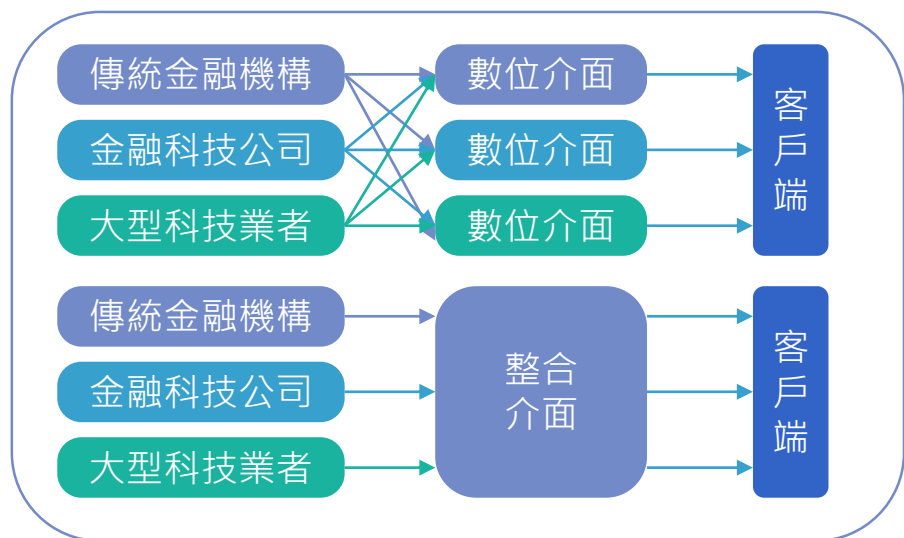 傳統金融機構
數位介面
金融科技公司
數位介面
大型科技業者
數位介面
客戶端
傳統金融機構
金融科技公司
大型科技業者
整合
介面
客戶端